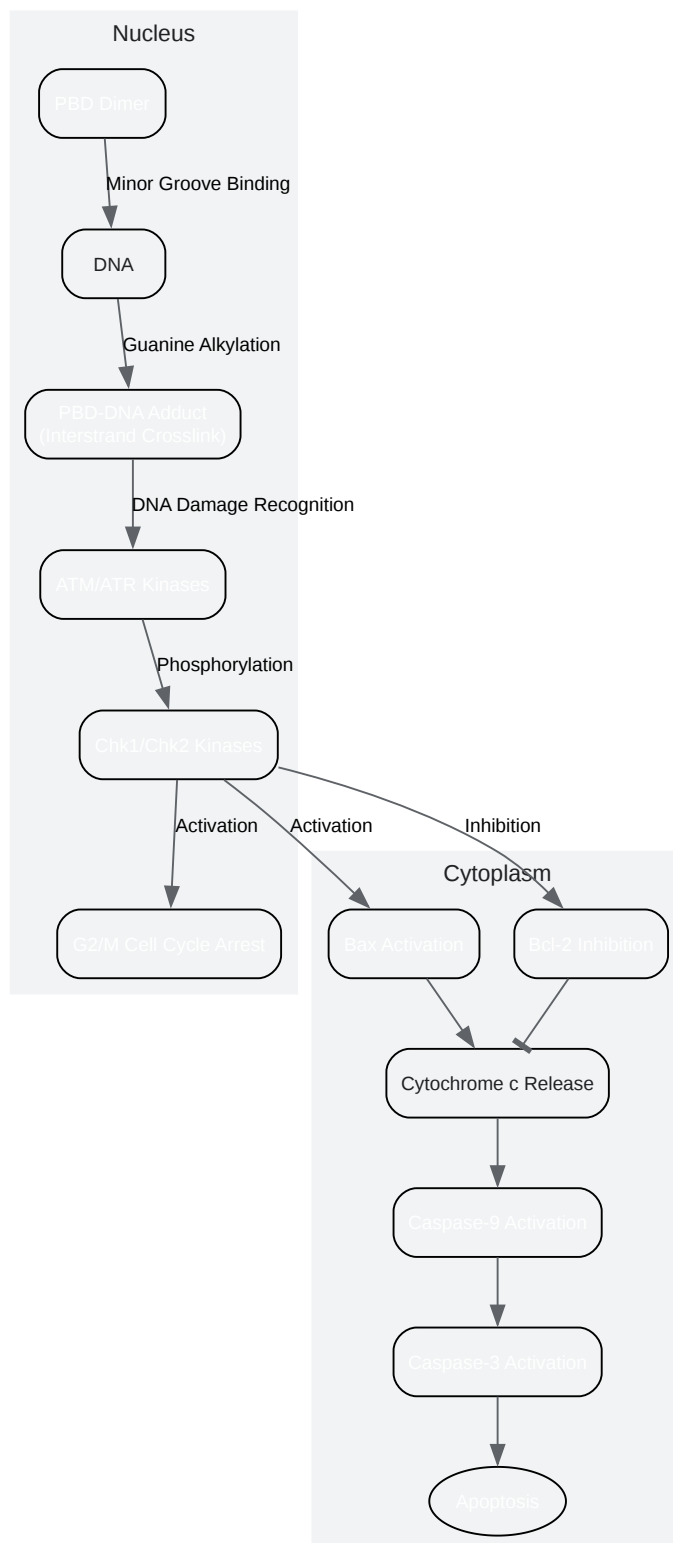 Nucleus
PBD Dimer
Minor Groove Binding
DNA
Guanine Alkylation
PBD-DNA Adduct
(Interstrand Crosslink)
DNA Damage Recognition
ATM/ATR Kinases
Phosphorylation
Chk1/Chk2 Kinases
Activation
Activation
Inhibition
Cytoplasm
G2/M Cell Cycle Arrest
Bax Activation
Bcl-2 Inhibition
Cytochrome c Release
Caspase-9 Activation
Caspase-3 Activation
Apoptosis